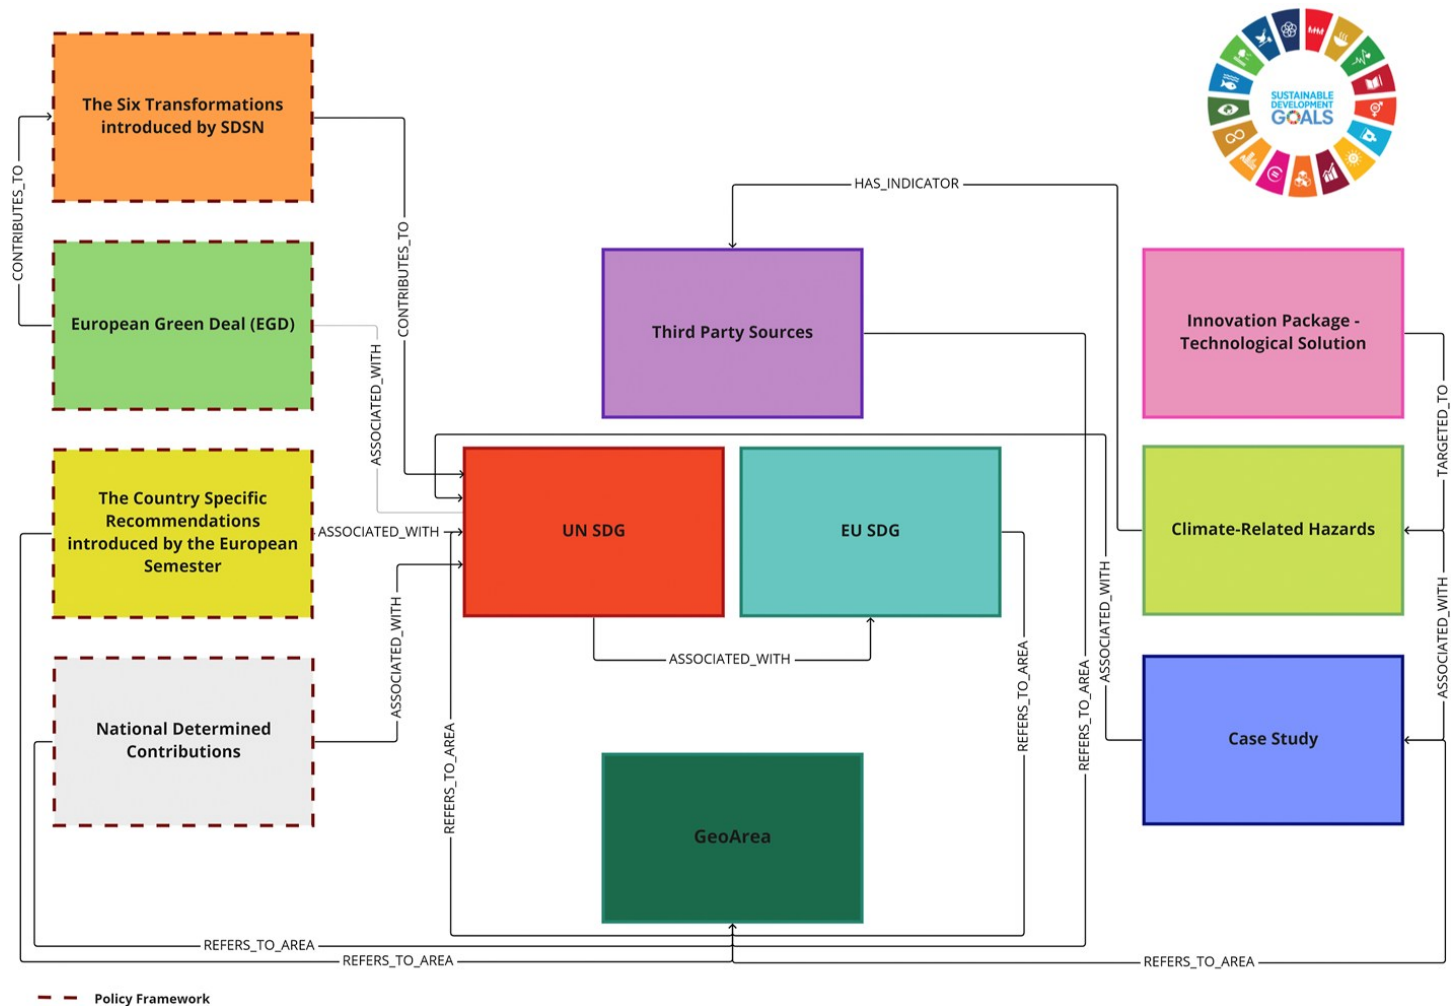 The Six Transformations
introduced by SDSN
SUSTAINABLE
DEVELOPMENT
GOALS
CONTRIBUTES_TO
CONTRIBUTES_TO
HAS_INDICATOR
European Green Deal (EGD)
ASSOCIATED_WITH
Third Party Sources
Innovation Package -
Technological Solution
TARGETED_TO
The Country Specific
Recommendations
introduced by the European
Semester
ASSOCIATED_WITH
UN SDG
EU SDG
Climate-Related Hazards
ASSOCIATED_WITH
ASSOCIATED_WITH
ASSOCIATED_WITH
ASSOCIATED_WITH
National Determined
Contributions
REFERS_TO_AREA
REFERS_TO_AREA
REFERS_TO_AREA
Case Study
GeoArea
REFERS_TO_AREA
REFERS_TO_AREA
REFERS_TO_AREA
Policy Framework